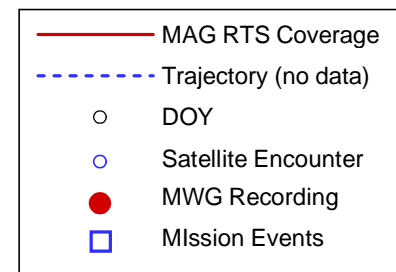 MAG RTS Coverage
Trajectory (no data)
DOY
Satellite Encounter
MWG Recording
MIssion Events